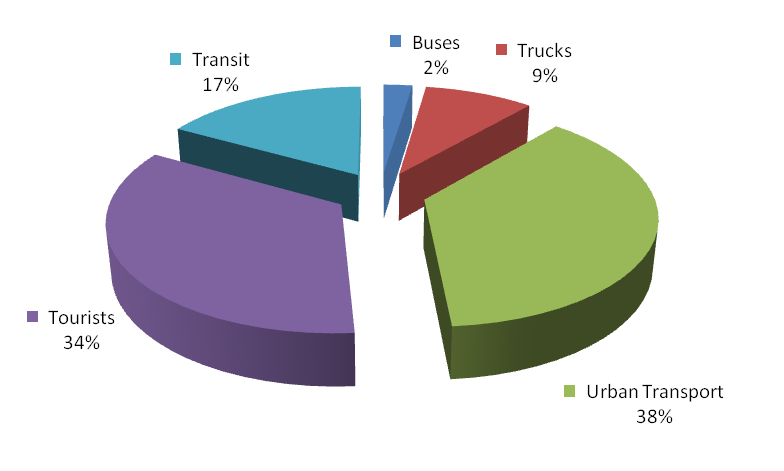 Buses
2%
Trucks
9%
Transit
17%
Tourists
34%
Urban Transport
38%